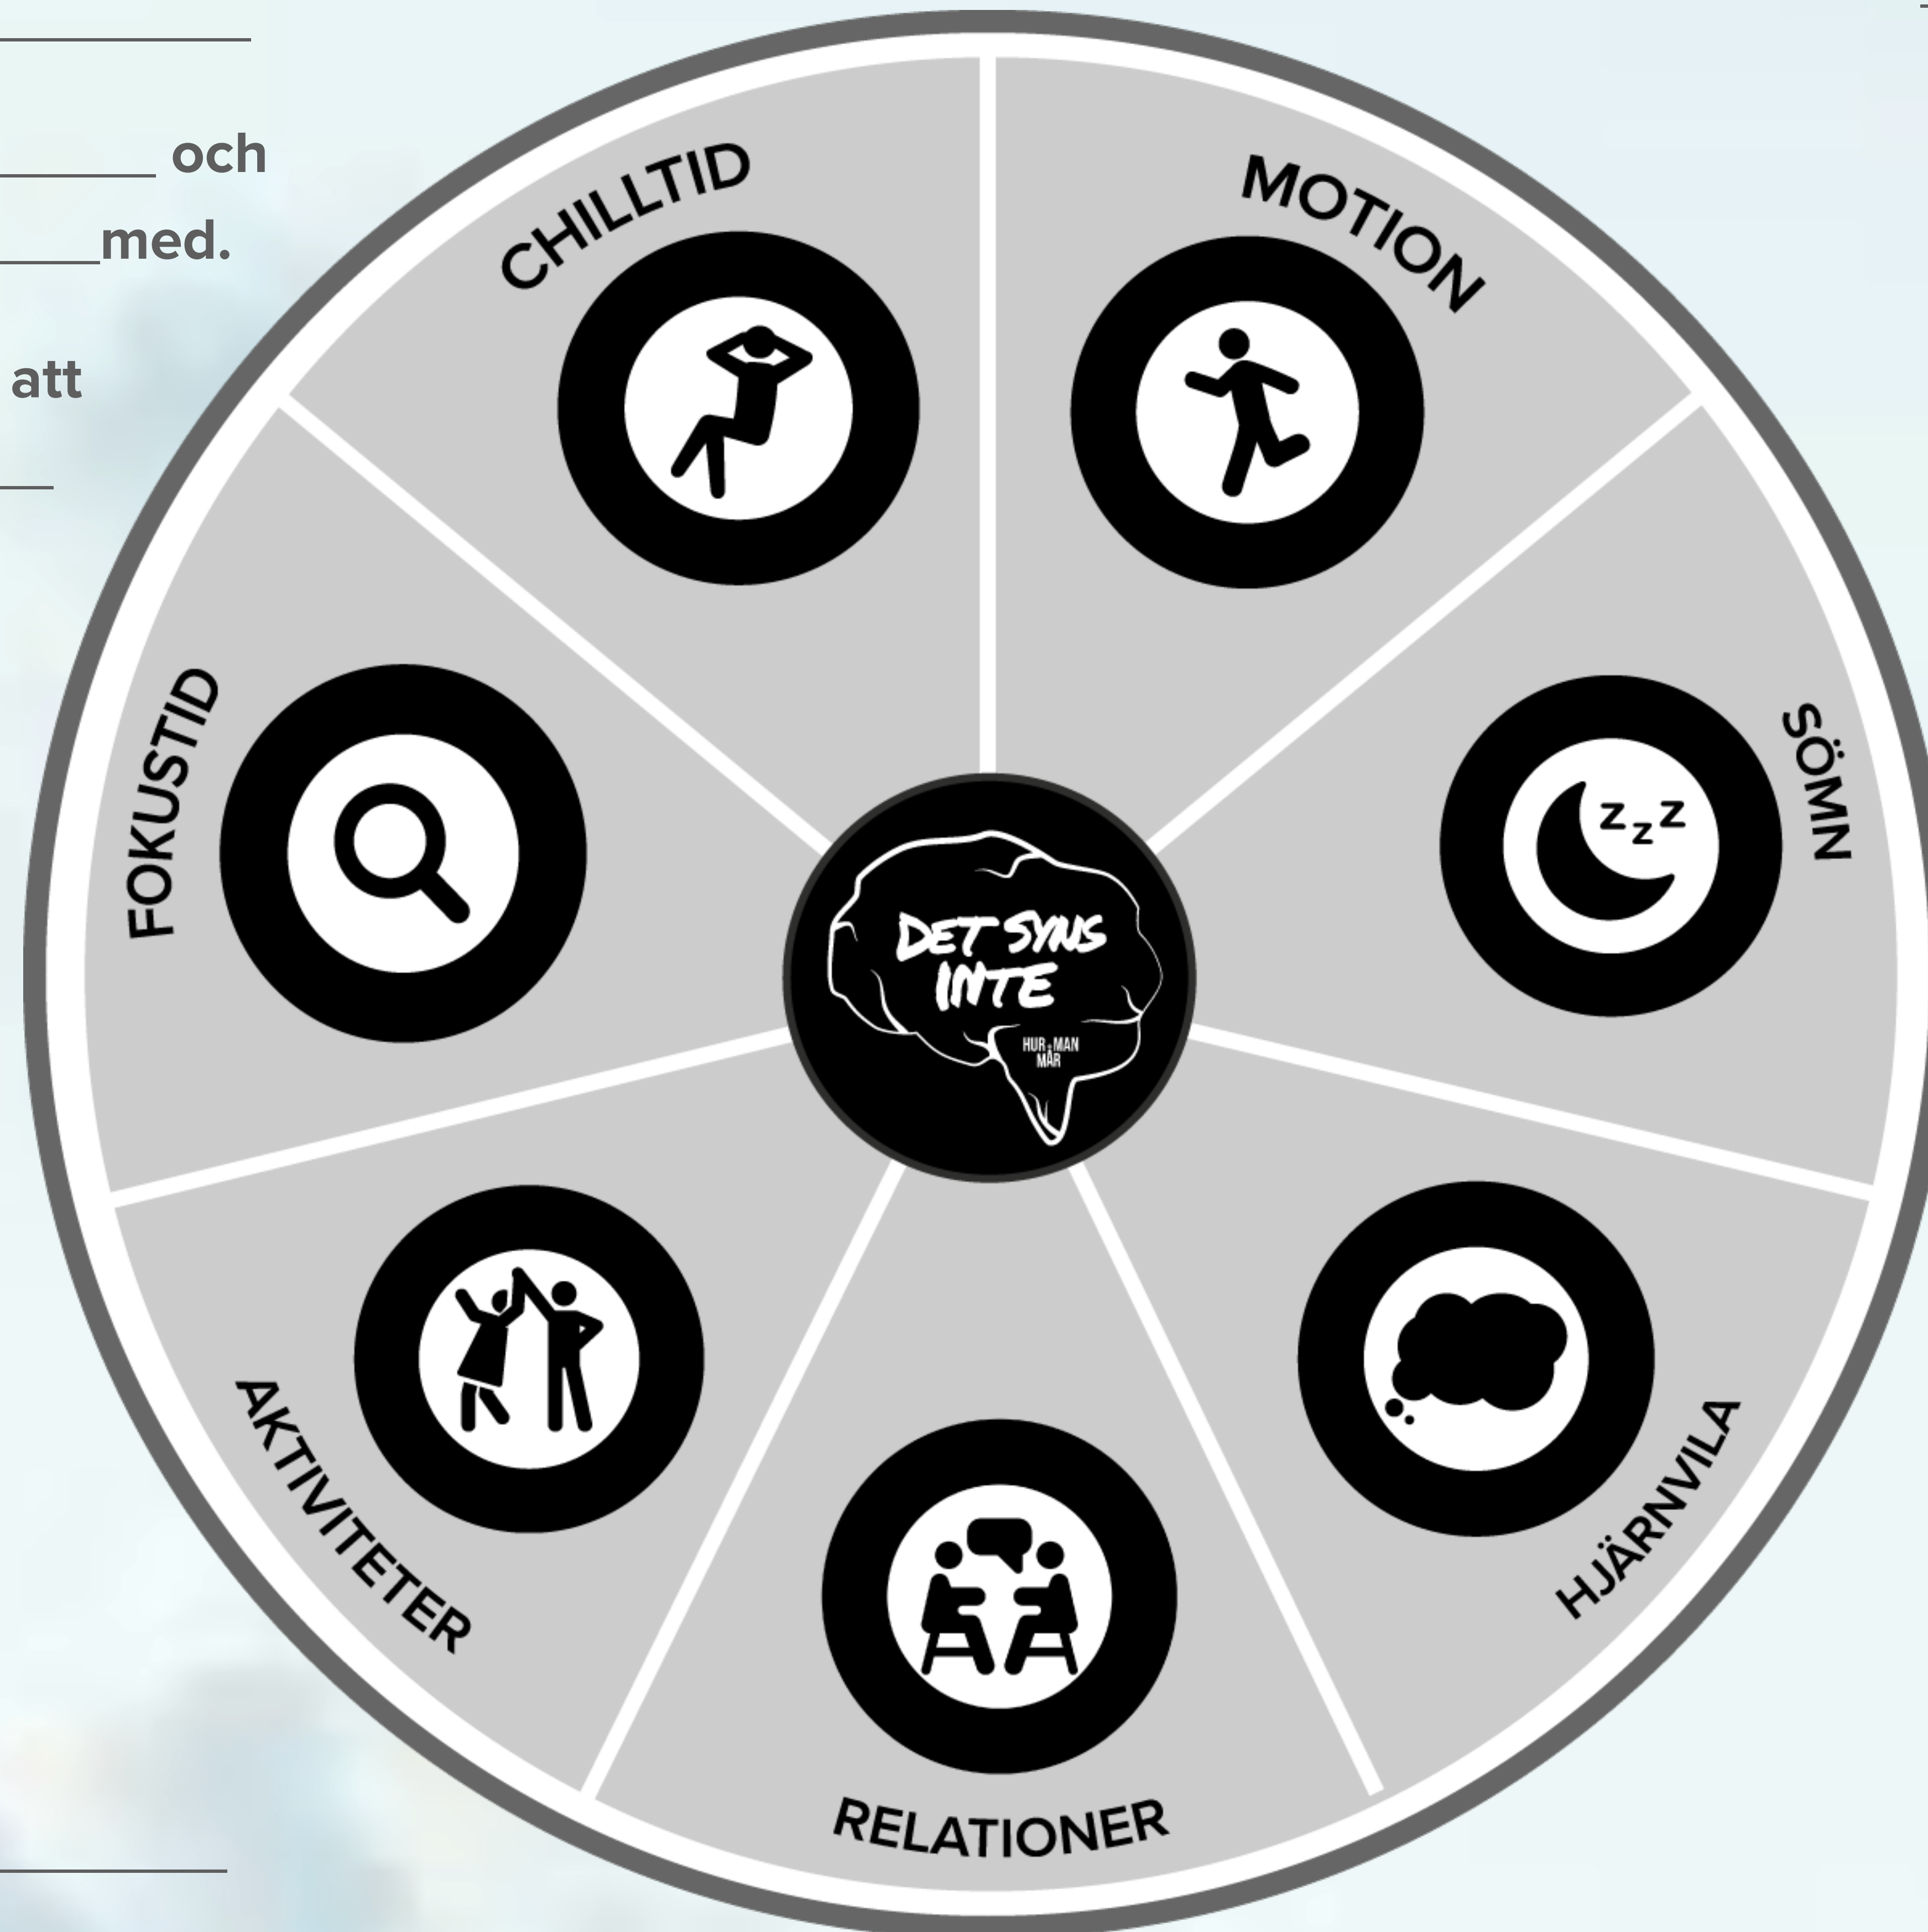 och
med.
att
CHILLTID
MOTION
FOKUSTID
SÖMN
DET SYNS
INTE
HUR MAN
MÅR
AKTIVITETER
HJÄRNVILA
RELATIONER
z z z